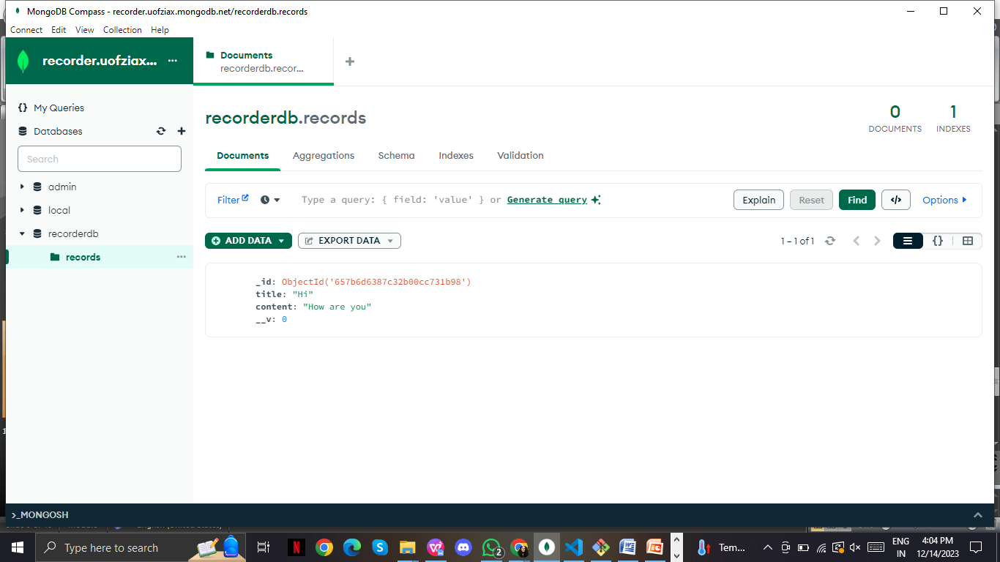 MongoDB Compass - recorder.uofziax.mongodb.net/recorderdb.records
Connect Edit View Collection Help
recorder.uofziax... ...
Documents
recorderdb.recor...
My Queries
Databases
Search
admin
local
recorderdb
records ...
recorderdb.records
0
DOCUMENTS
1
INDEXES
Documents Aggregations Schema Indexes Validation
Filter Type a query: { field: 'value' } or Generate query Explain Reset Find </> Options
ADD DATA EXPORT DATA 1 – 1 of 1 {}
_id: ObjectId('657b6d6387c32b00cc731b98')
title: "Hi"
content: "How are you"
__v: 0
>_MONGOSH
Type here to search
2
Tem...
ENG
IN
4:04 PM
12/14/2023